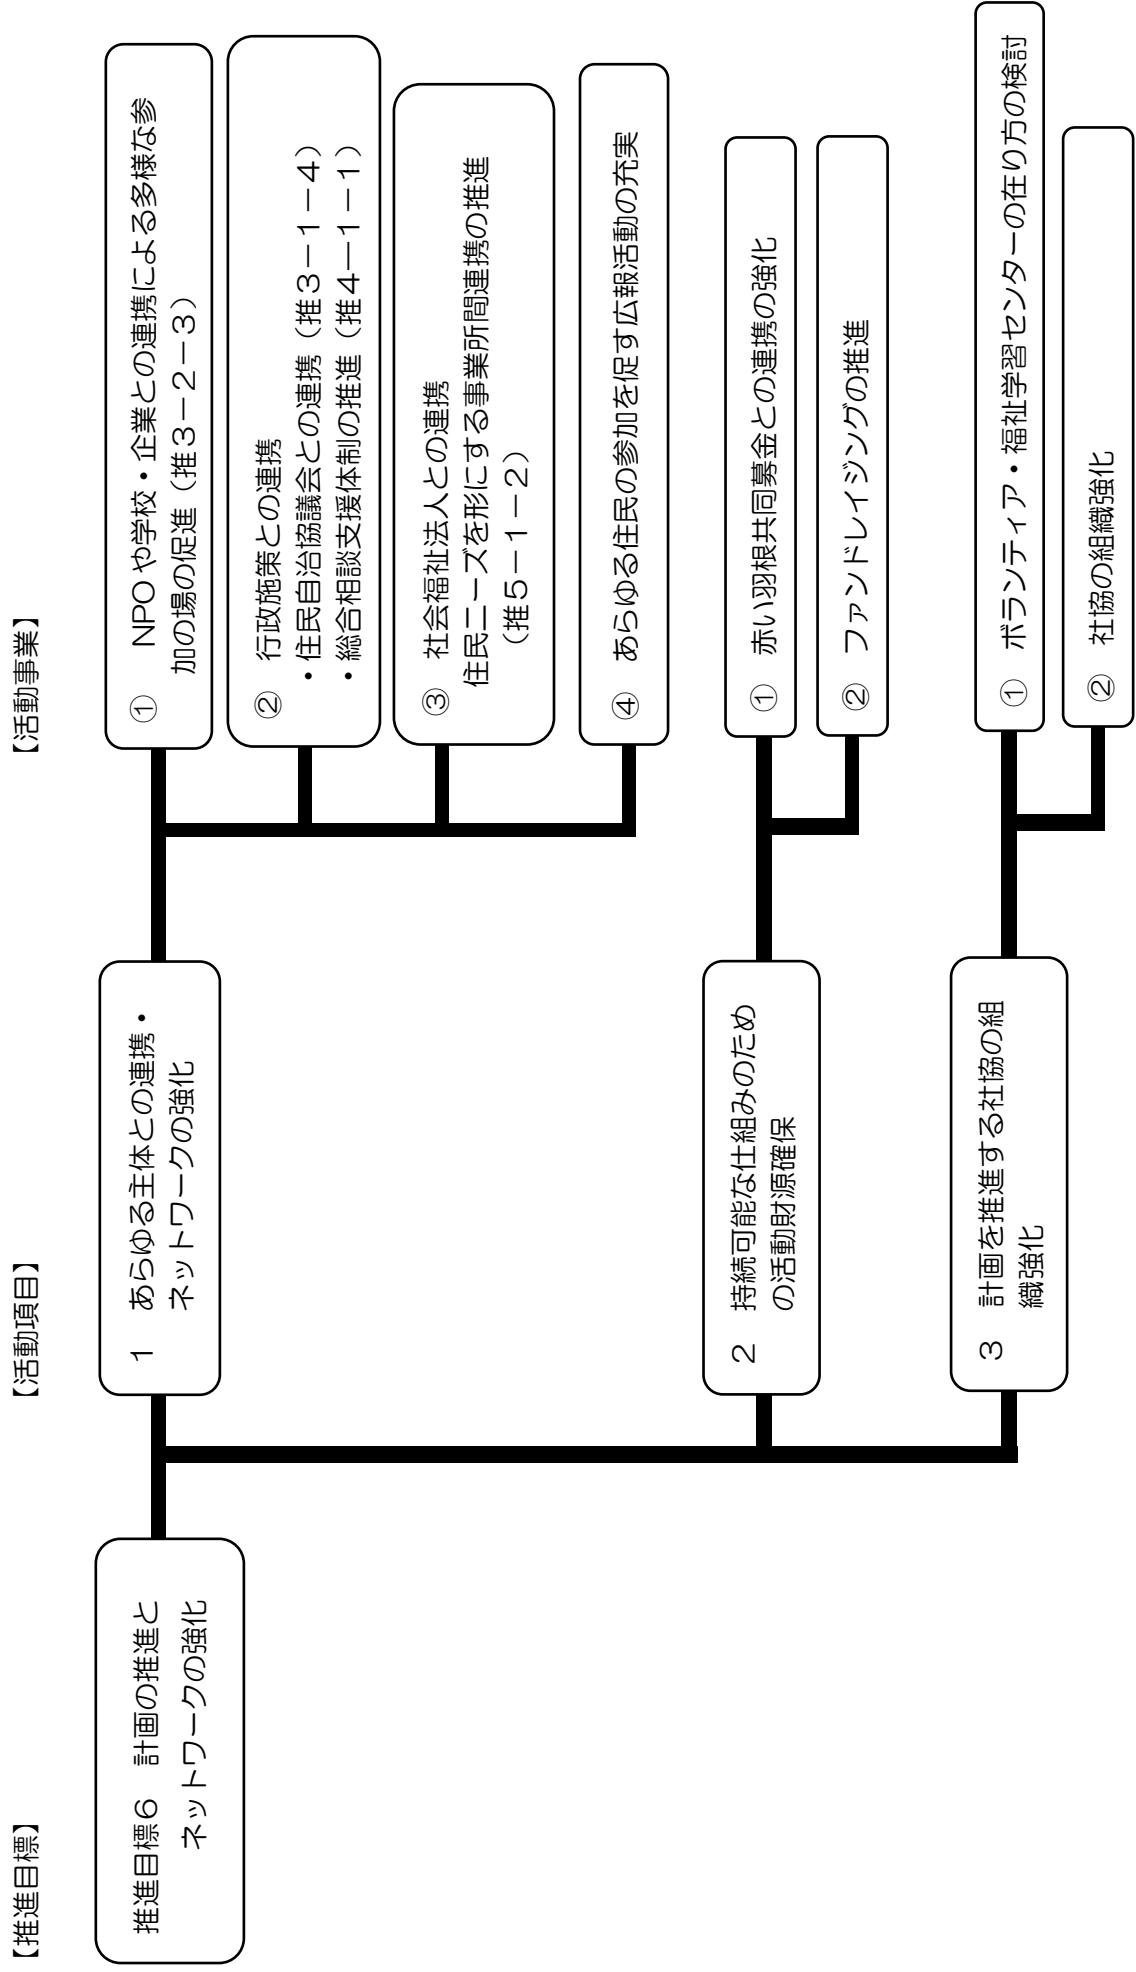 【推進目標】
【活動項目】
【活動事業】
推進目標6　計画の推進と
ネットワークの強化
1　あらゆる主体との連携・
ネットワークの強化
①　NPOや学校・企業との連携による多様な参
加の場の促進（推3－2－3）
②　行政施策との連携
・住民自治協議会との連携（推3－1－4）
・総合相談支援体制の推進（推4―1－1）
③　社会福祉法人との連携
住民ニーズを形にする事業所間連携の推進
（推5－1－2）
④　あらゆる住民の参加を促す広報活動の充実
2　持続可能な仕組みのため
の活動財源確保
①　赤い羽根共同募金との連携の強化
②　ファンドレイジングの推進
3　計画を推進する社協の組
織強化
①　ボランティア・福祉学習センターの在り方の検討
②　社協の組織強化